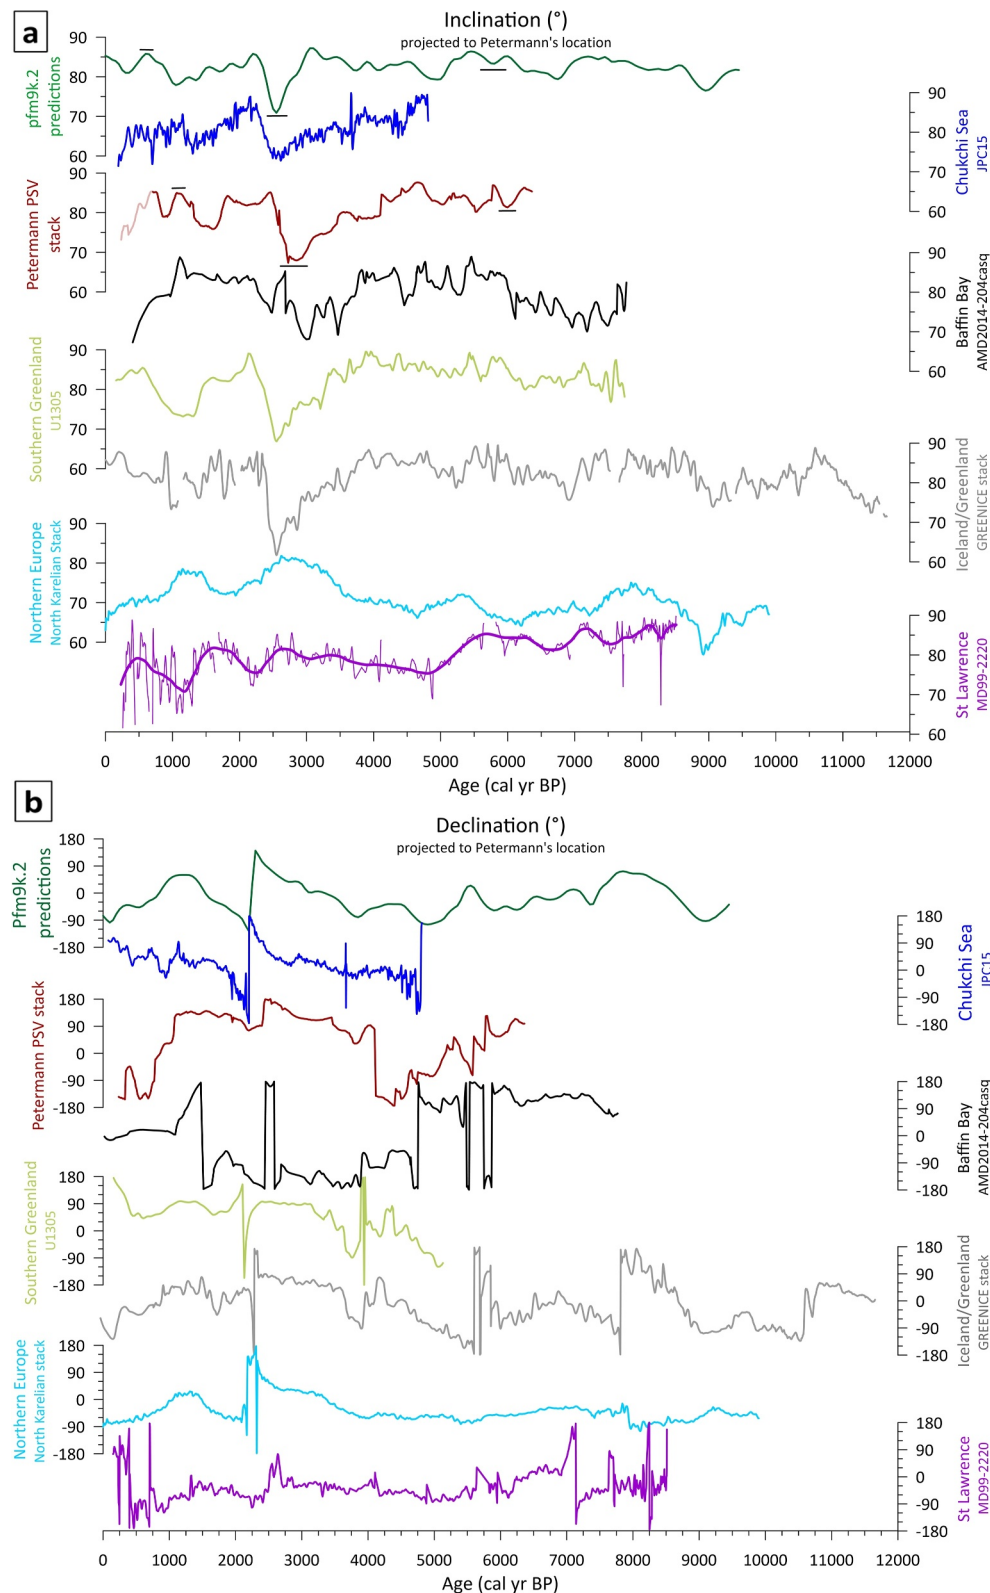 a
Inclination (°)
projected to Petermann's location
pfm9k.2
predictions
90
80
70
60
Chukchi Sea
JPC15
90
80
70
60
Petermann PSV
stack
90
80
70
60
Baffin Bay
AMD2014-204casq
90
80
70
60
Southern Greenland
U1305
90
80
70
60
Iceland/Greenland
GREENICE stack
90
80
70
60
Northern Europe
North Karelian Stack
90
80
70
60
St Lawrence
MD99-2220
90
80
70
60
0 1000 2000 3000 4000 5000 6000 7000 8000 9000 10000 11000 12000
Age (cal yr BP)
b
Declination (°)
projected to Petermann's location
Pfm9k.2
predictions
180
90
0
-90
-180
Chukchi Sea
JPC15
180
90
0
-90
-180
Petermann PSV stack
180
90
0
-90
-180
Baffin Bay
AMD2014-204casq
180
90
0
-90
-180
Southern Greenland
U1305
180
90
0
-90
-180
Iceland/Greenland
GREENICE stack
180
90
0
-90
-180
Northern Europe
North Karelian stack
180
90
0
-90
-180
St Lawrence
MD99-2220
180
90
0
-90
-180
0 1000 2000 3000 4000 5000 6000 7000 8000 9000 10000 11000 12000
Age (cal yr BP)